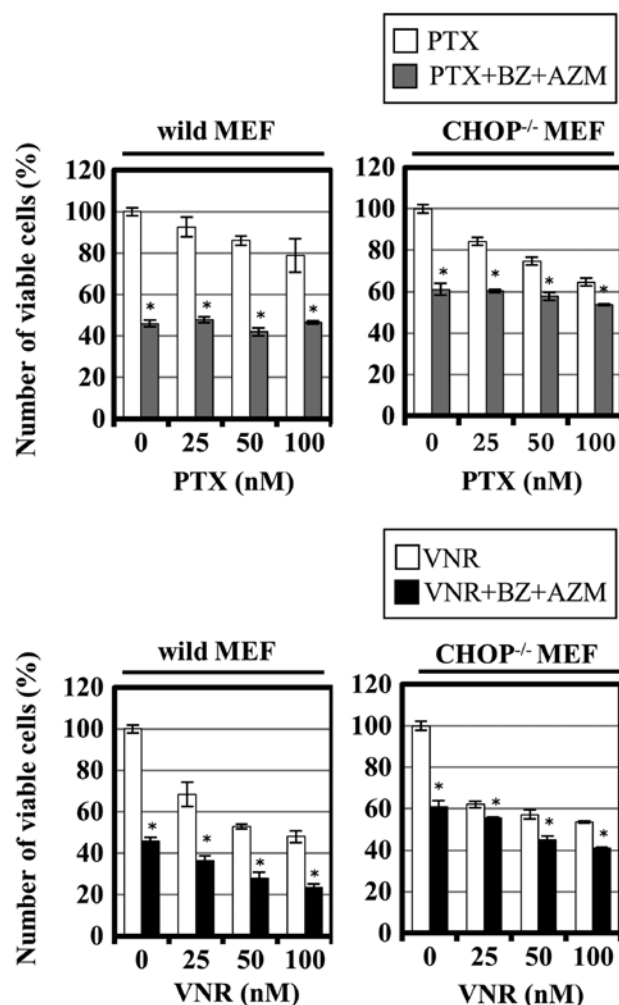 PTX
PTX+BZ+AZM
wild MEF
CHOP-/- MEF
Number of viable cells (%)
120
100
80
60
40
20
0
* * * *
0 25 50 100
PTX (nM)
120
100
80
60
40
20
0
* * * *
0 25 50 100
PTX (nM)
VNR
VNR+BZ+AZM
wild MEF
CHOP-/- MEF
Number of viable cells (%)
120
100
80
60
40
20
0
* * * *
0 25 50 100
VNR (nM)
120
100
80
60
40
20
0
* * * *
0 25 50 100
VNR (nM)